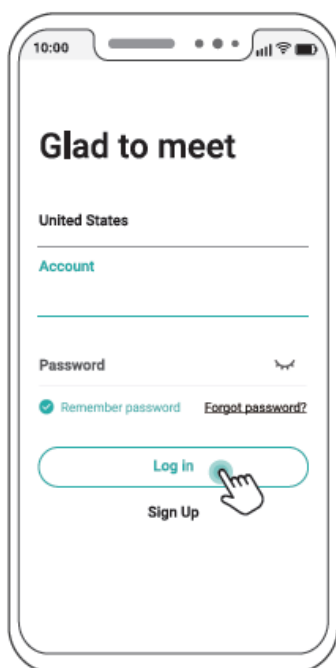 10:00
Glad to meet
United States
Account
Password
Remember password Forgot password?
Log in
Sign Up